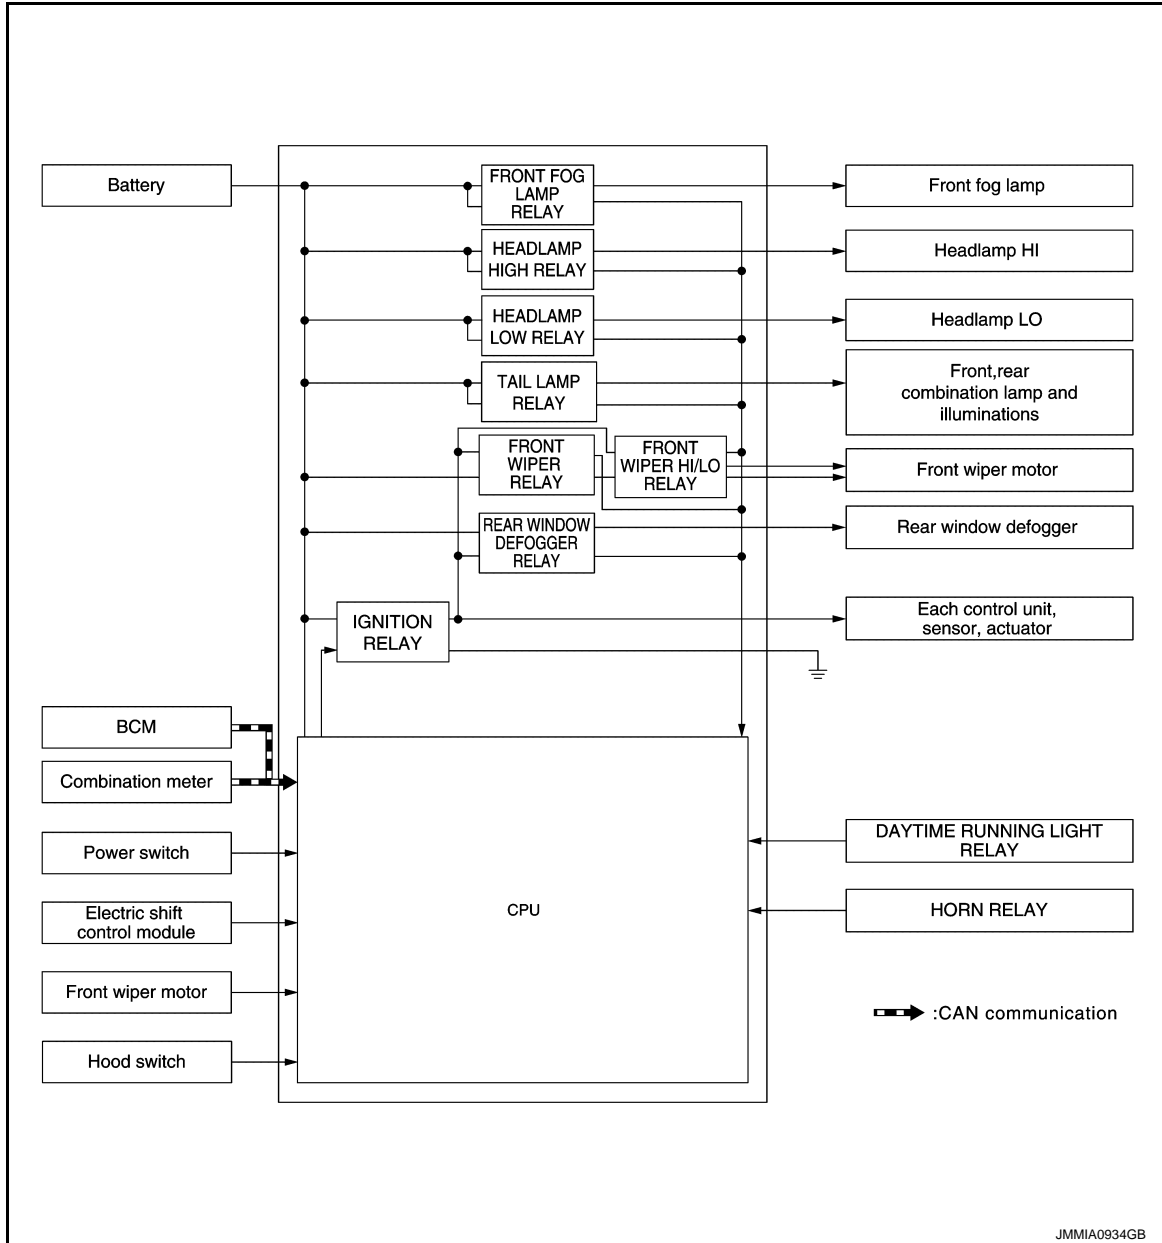 Battery
FRONT FOG
LAMP
RELAY
Front fog lamp
HEADLAMP
HIGH RELAY
Headlamp HI
HEADLAMP
LOW RELAY
Headlamp LO
TAIL LAMP
RELAY
Front,rear
combination lamp and
illuminations
FRONT
WIPER
RELAY
FRONT
WIPER HI/LO
RELAY
Front wiper motor
REAR WINDOW
DEFOGGER
RELAY
Rear window defogger
IGNITION
RELAY
Each control unit,
sensor, actuator
BCM
Combination meter
Power switch
Electric shift
control module
Front wiper motor
Hood switch
CPU
DAYTIME RUNNING LIGHT
RELAY
HORN RELAY
:CAN communication
JMMIA0934GB